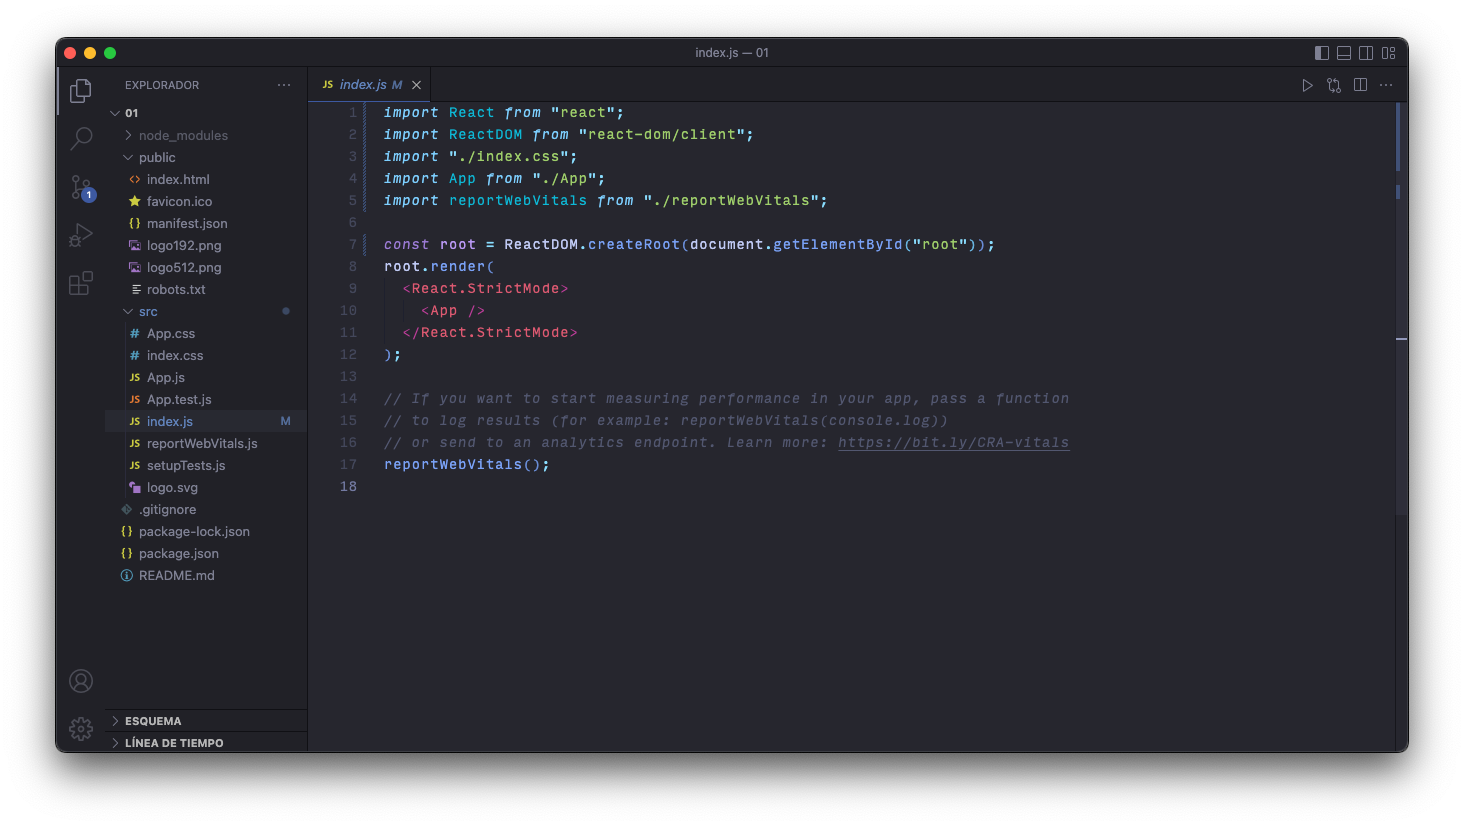 index.js — 01
EXPLORADOR
01
node_modules
public
index.html
favicon.ico
manifest.json
logo192.png
logo512.png
robots.txt
src
App.css
index.css
App.js
App.test.js
index.js M
reportWebVitals.js
setupTests.js
logo.svg
.gitignore
package-lock.json
package.json
README.md
ESQUEMA
LÍNEA DE TIEMPO
1
JS index.js M
1 import React from "react";
2 import ReactDOM from "react-dom/client";
3 import "./index.css";
4 import App from "./App";
5 import reportWebVitals from "./reportWebVitals";
6
7 const root = ReactDOM.createRoot(document.getElementById("root"));
8 root.render(
9 <React.StrictMode>
10 <App />
11 </React.StrictMode>
12 );
13
14 // If you want to start measuring performance in your app, pass a function
15 // to log results (for example: reportWebVitals(console.log))
16 // or send to an analytics endpoint. Learn more: https://bit.ly/CRA-vitals
17 reportWebVitals();
18